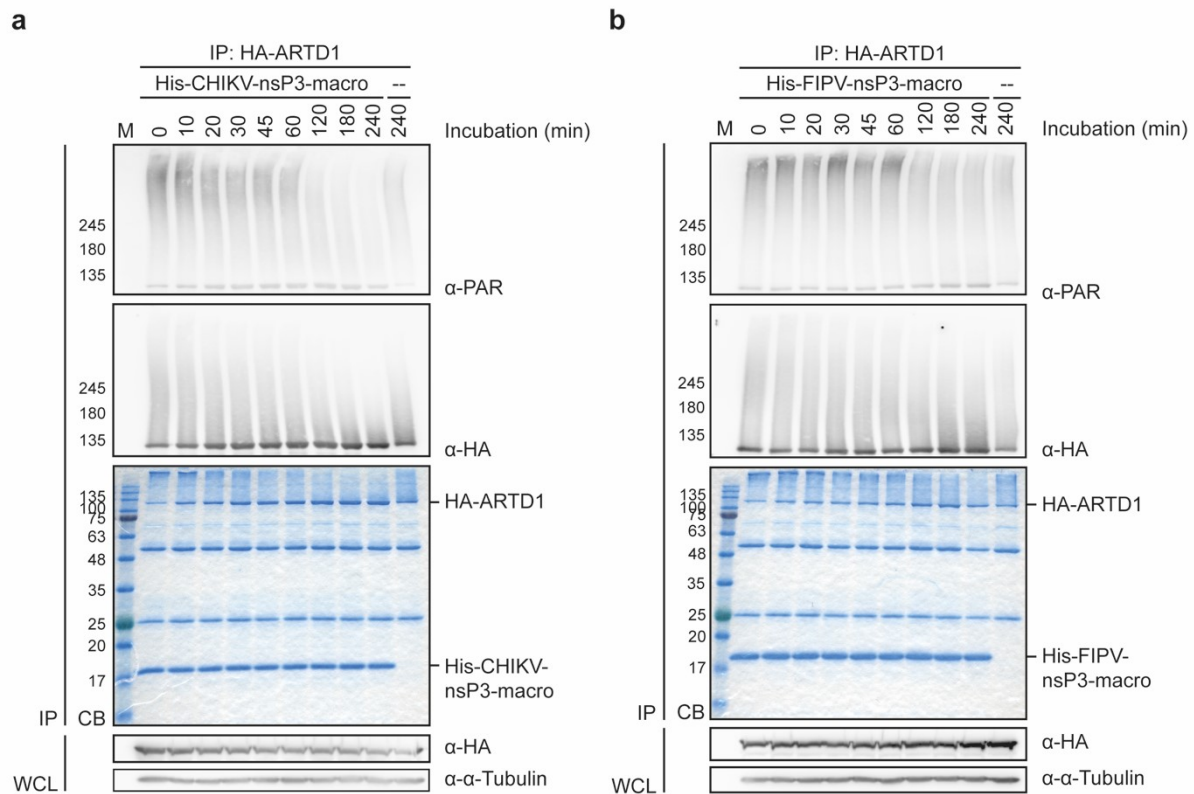 a
IP: HA-ARTD1
His-CHIKV-nsP3-macro --
M 0 10 20 30 45 60 120 180 240 240 Incubation (min)
245
180
135
α-PAR
245
180
135
α-HA
135
100
75
63
48
35
25
20
17
HA-ARTD1
His-CHIKV-
nsP3-macro
IP CB
α-HA
WCL α-α-Tubulin
b
IP: HA-ARTD1
His-FIPV-nsP3-macro --
M 0 10 20 30 45 60 120 180 240 240 Incubation (min)
245
180
135
α-PAR
245
180
135
α-HA
135
100
75
63
48
35
25
20
17
HA-ARTD1
His-FIPV-
nsP3-macro
IP CB
α-HA
WCL α-α-Tubulin